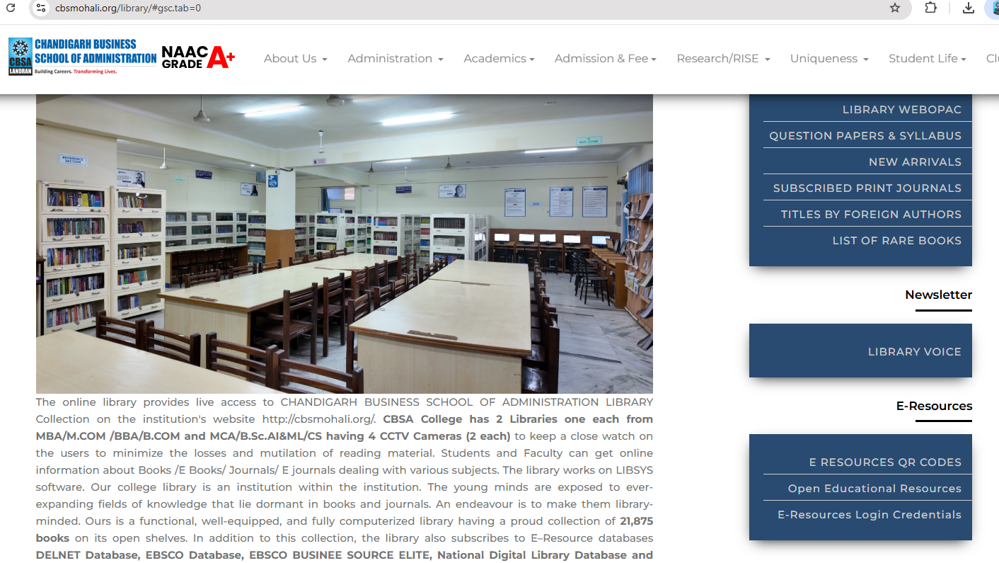 cbsmohali.org/library/#gsc.tab=0
CHANDIGARH BUSINESS
SCHOOL OF ADMINISTRATION
CBSA
LANDRAN
Building Careers. Transforming Lives.
NAAC
GRADE A+
About Us
Administration
Academics
Admission & Fee
Research/RISE
Uniqueness
Student Life
REFERENCE
SECTION
CCTV
LIBRARY WEBOPAC
QUESTION PAPERS & SYLLABUS
NEW ARRIVALS
SUBSCRIBED PRINT JOURNALS
TITLES BY FOREIGN AUTHORS
LIST OF RARE BOOKS
Newsletter
LIBRARY VOICE
E-Resources
E RESOURCES QR CODES
Open Educational Resources
E-Resources Login Credentials
The online library provides live access to CHANDIGARH BUSINESS SCHOOL OF ADMINISTRATION LIBRARY
Collection on the institution's website http://cbsmohali.org/. CBSA College has 2 Libraries one each from
MBA/M.COM /BBA/B.COM and MCA/B.Sc.AI&ML/CS having 4 CCTV Cameras (2 each) to keep a close watch on
the users to minimize the losses and mutilation of reading material. Students and Faculty can get online
information about Books /E Books/ Journals/ E journals dealing with various subjects. The library works on LIBSYS
software. Our college library is an institution within the institution. The young minds are exposed to ever-
expanding fields of knowledge that lie dormant in books and journals. An endeavour is to make them library-
minded. Ours is a functional, well-equipped, and fully computerized library having a proud collection of 21,875
books on its open shelves. In addition to this collection, the library also subscribes to E–Resource databases
DELNET Database, EBSCO Database, EBSCO BUSINEE SOURCE ELITE, National Digital Library Database and